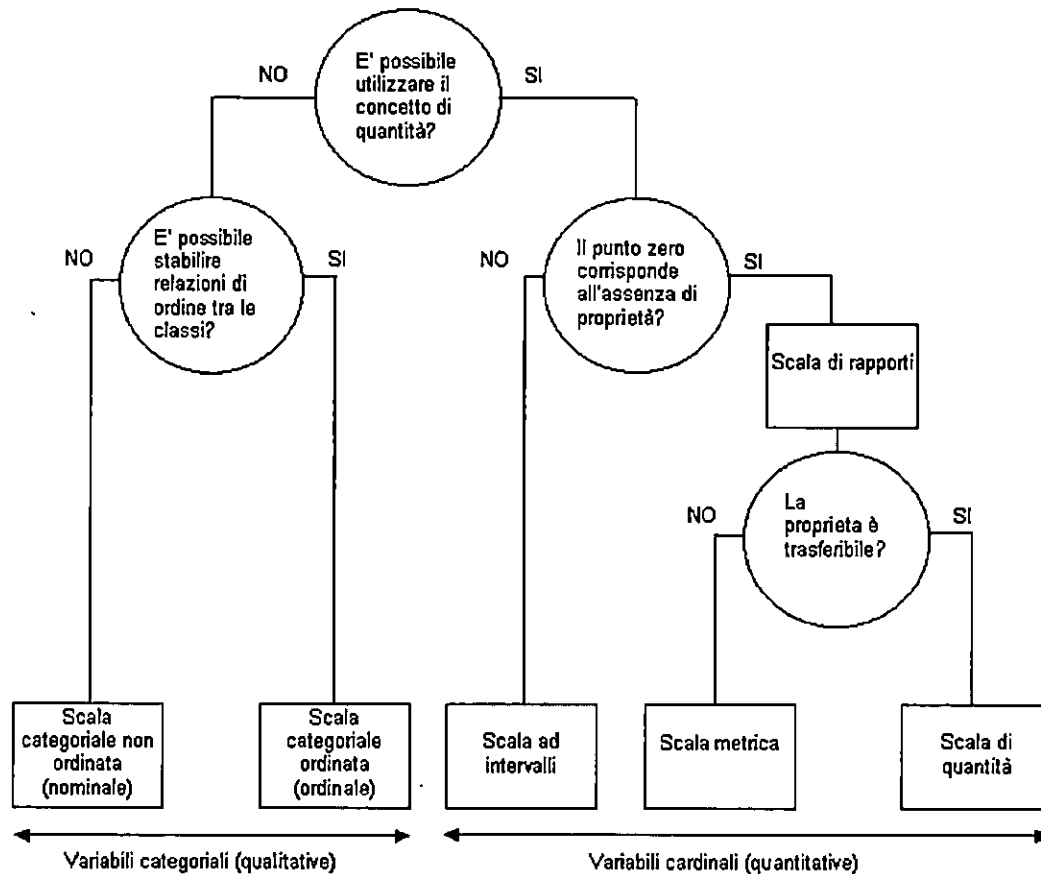 E' possibile
utilizzare il
concetto di
quantità?
NO
SI
E' possibile
stabilire
relazioni di
ordine tra le
classi?
NO
SI
Il punto zero
corrisponde
all'assenza di
proprietà?
NO
SI
Scala di rapporti
La
proprieta è
trasferibile?
NO
SI
Scala
categoriale non
ordinata
(nominale)
Scala
categoriale
ordinata
(ordinale)
Scala ad
intervalli
Scala metrica
Scala di
quantità
Variabili categoriali (qualitative)
Variabili cardinali (quantitative)